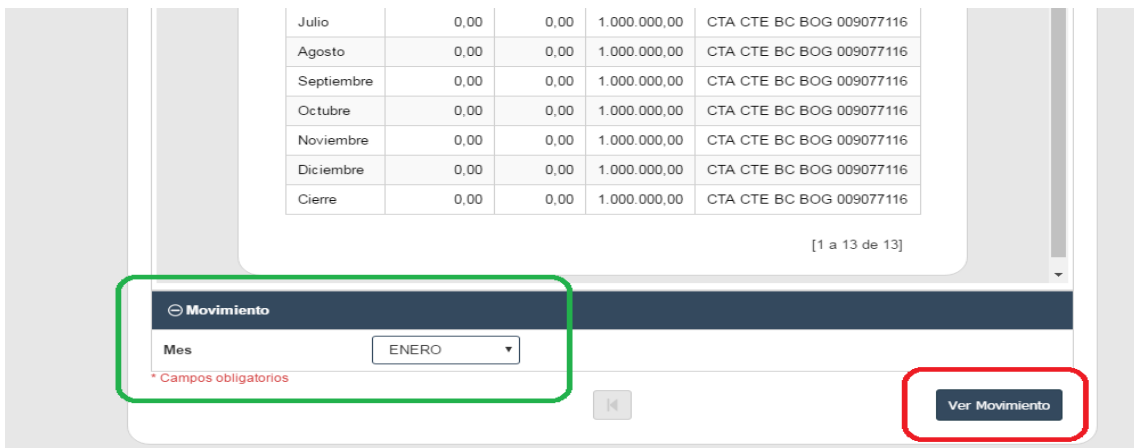 Julio 0,00 0,00 1.000.000,00 CTA CTE BC BOG 009077116
Agosto 0,00 0,00 1.000.000,00 CTA CTE BC BOG 009077116
Septiembre 0,00 0,00 1.000.000,00 CTA CTE BC BOG 009077116
Octubre 0,00 0,00 1.000.000,00 CTA CTE BC BOG 009077116
Noviembre 0,00 0,00 1.000.000,00 CTA CTE BC BOG 009077116
Diciembre 0,00 0,00 1.000.000,00 CTA CTE BC BOG 009077116
Cierre 0,00 0,00 1.000.000,00 CTA CTE BC BOG 009077116
[1 a 13 de 13]
Movimiento
Mes ENERO
* Campos obligatorios
Ver Movimiento